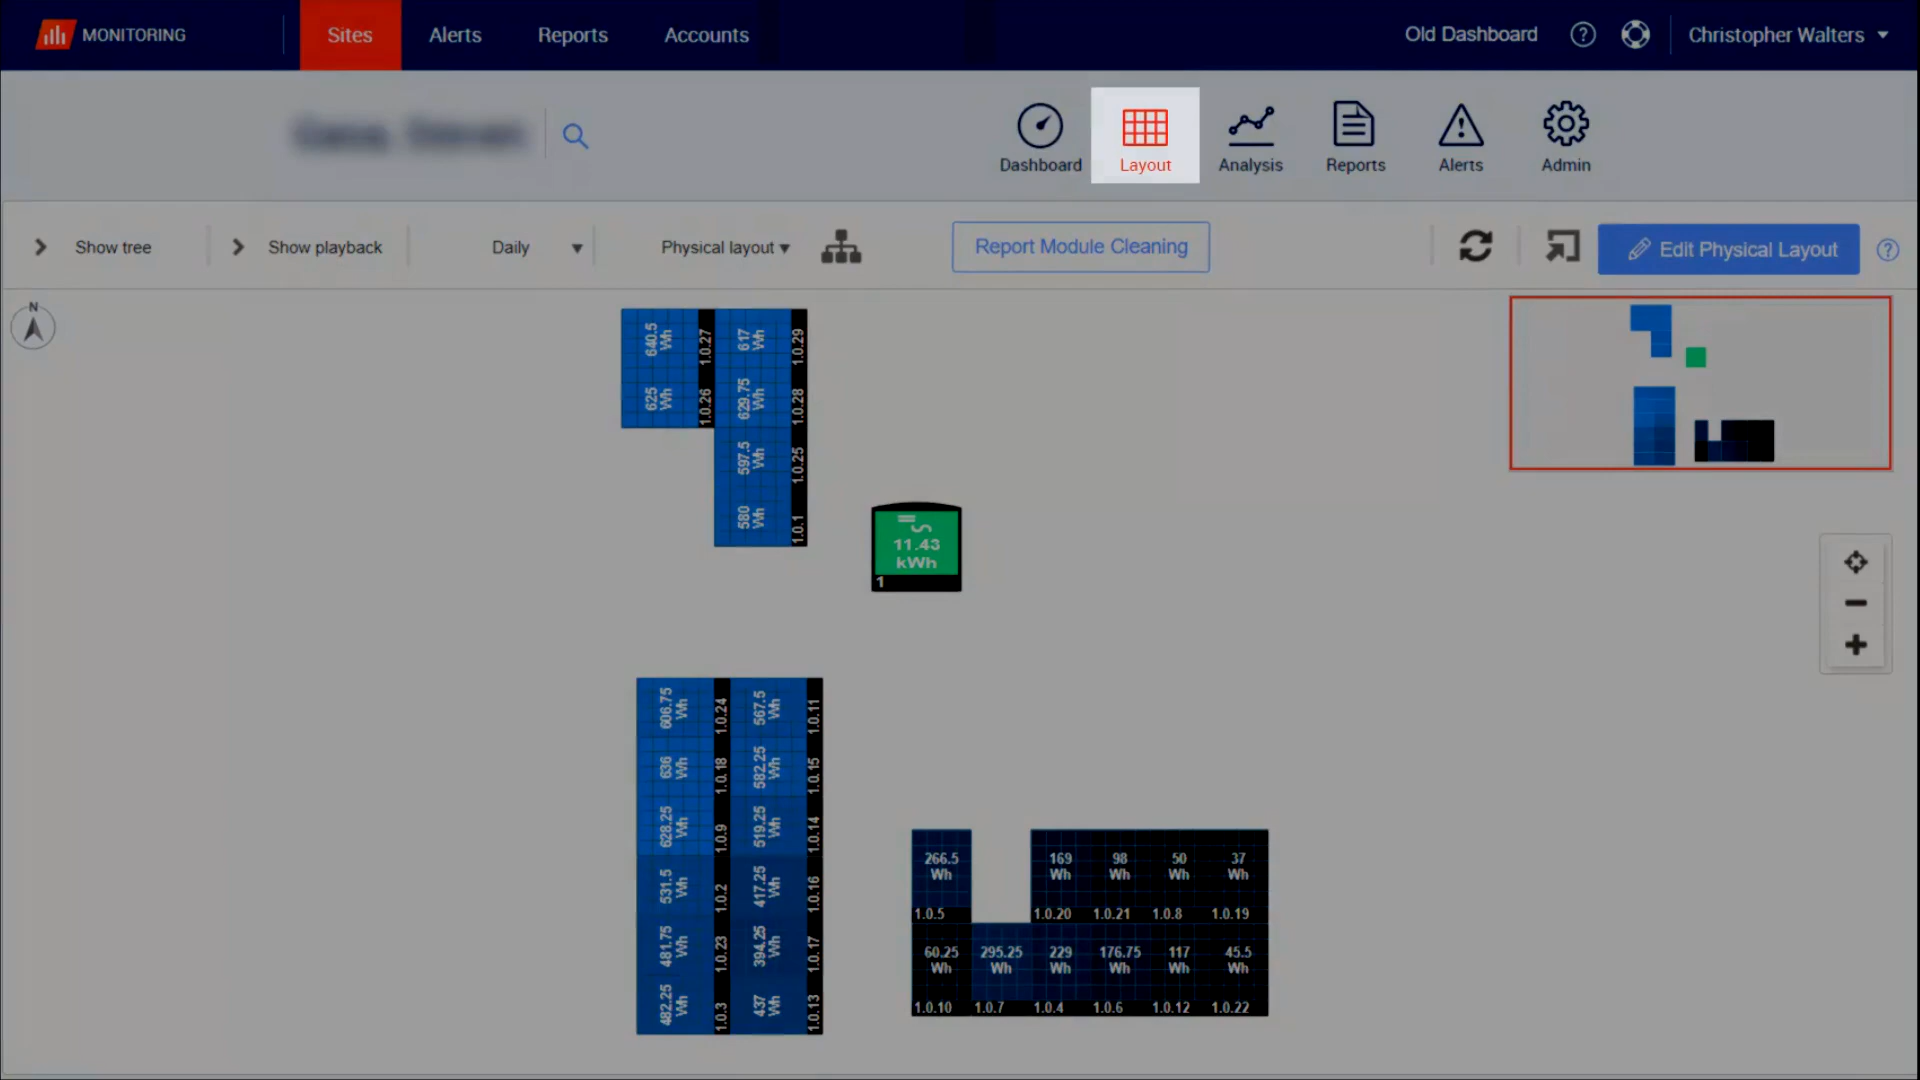 MONITORING
Sites
Alerts
Reports
Accounts
Old Dashboard
?
Christopher Walters
Dashboard
Layout
Analysis
Reports
Alerts
Admin
Show tree
Show playback
Daily
Physical layout
Report Module Cleaning
Edit Physical Layout
?
N
640.5 Wh
1.0.27
617 Wh
1.0.29
625 Wh
1.0.26
629.75 Wh
1.0.28
597.5 Wh
1.0.25
580 Wh
1.0.1
11.43
kWh
1
606.75 Wh
1.0.24
567.5 Wh
1.0.11
636 Wh
1.0.18
582.25 Wh
1.0.15
628.25 Wh
1.0.9
519.25 Wh
1.0.14
531.5 Wh
1.0.2
417.25 Wh
1.0.16
481.75 Wh
1.0.23
394.25 Wh
1.0.17
482.25 Wh
1.0.3
437 Wh
1.0.13
266.5 169 98 50 37
Wh Wh Wh Wh Wh
1.0.5 1.0.20 1.0.21 1.0.8 1.0.19
60.25 295.25 229 176.75 117 45.5
Wh Wh Wh Wh Wh Wh
1.0.10 1.0.7 1.0.4 1.0.6 1.0.12 1.0.22